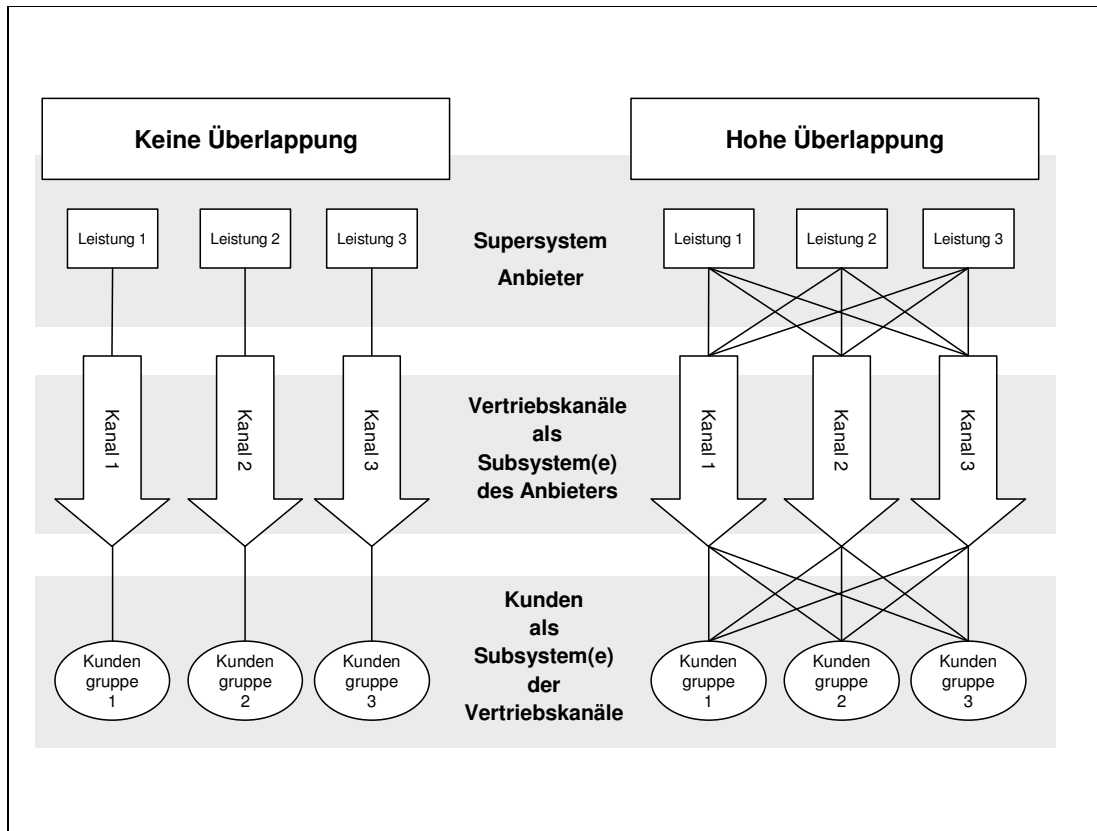 Keine Überlappung
Hohe Überlappung
Leistung 1
Leistung 2
Leistung 3
Supersystem
Anbieter
Leistung 1
Leistung 2
Leistung 3
Kanal 1
Kanal 2
Kanal 3
Vertriebskanäle
als
Subsystem(e)
des Anbieters
Kanal 1
Kanal 2
Kanal 3
Kunden
gruppe
1
Kunden
gruppe
2
Kunden
gruppe
3
Kunden
als
Subsystem(e)
der
Vertriebskanäle
Kunden
gruppe
1
Kunden
gruppe
2
Kunden
gruppe
3